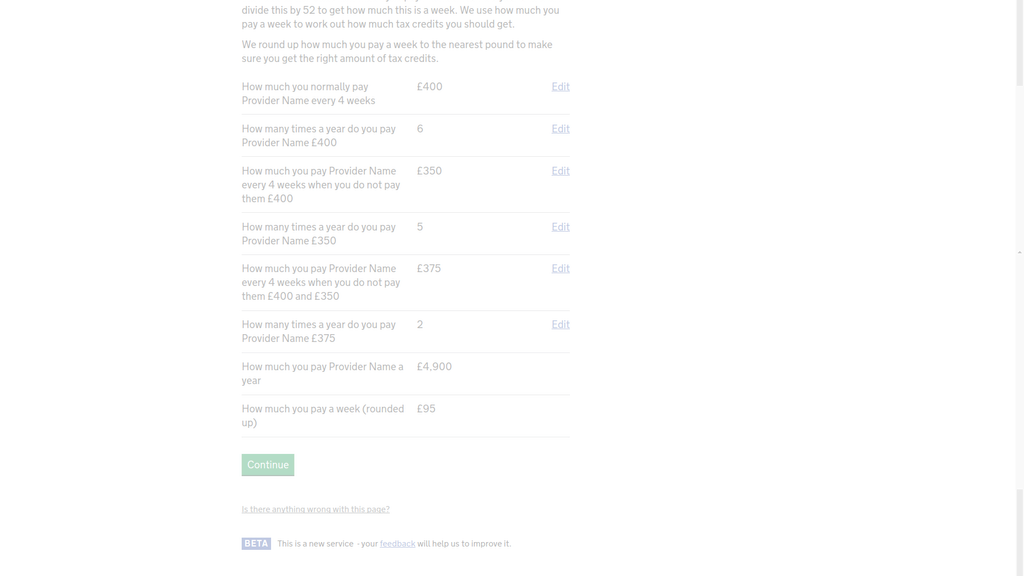 divide this by 52 to get how much this is a week. We use how much you
pay a week to work out how much tax credits you should get.
We round up how much you pay a week to the nearest pound to make
sure you get the right amount of tax credits.
How much you normally pay £400 Edit
Provider Name every 4 weeks
How many times a year do you pay 6 Edit
Provider Name £400
How much you pay Provider Name £350 Edit
every 4 weeks when you do not pay
them £400
How many times a year do you pay 5 Edit
Provider Name £350
How much you pay Provider Name £375 Edit
every 4 weeks when you do not pay
them £400 and £350
How many times a year do you pay 2 Edit
Provider Name £375
How much you pay Provider Name a £4,900
year
How much you pay a week (rounded £95
up)
Continue
Is there anything wrong with this page?
BETA This is a new service - your feedback will help us to improve it.